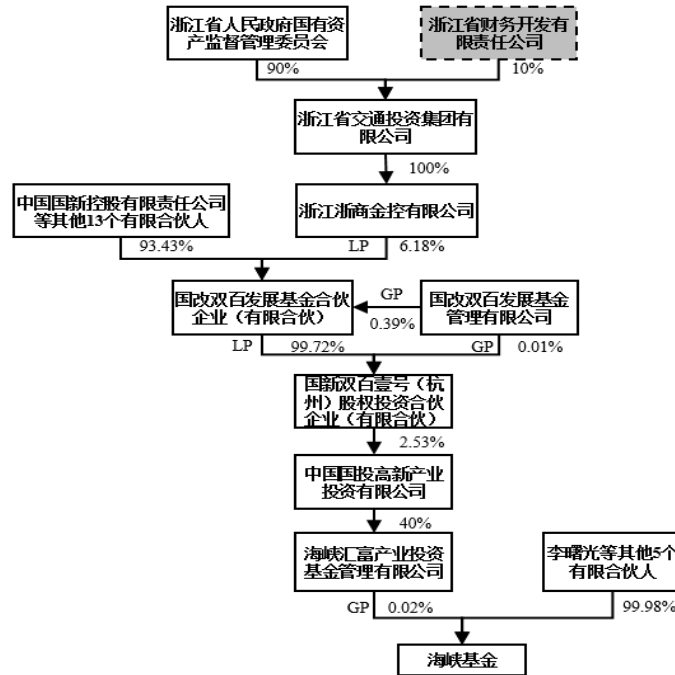 浙江省人民政府国有资
产监督管理委员会
浙江省财务开发有
限责任公司
90%
10%
浙江省交通投资集团有
限公司
100%
中国国新控股有限责任公司
等其他13个有限合伙人
浙江浙商金控有限公司
93.43%
LP
6.18%
国改双百发展基金合伙
企业（有限合伙）
GP
0.39%
国改双百发展基金
管理有限公司
LP
99.72%
GP
0.01%
国新双百壹号（杭
州）股权投资合伙
企业（有限合伙）
2.53%
中国国投高新产业
投资有限公司
40%
海峡汇富产业投资
基金管理有限公司
李曙光等其他5个
有限合伙人
GP
0.02%
99.98%
海峡基金